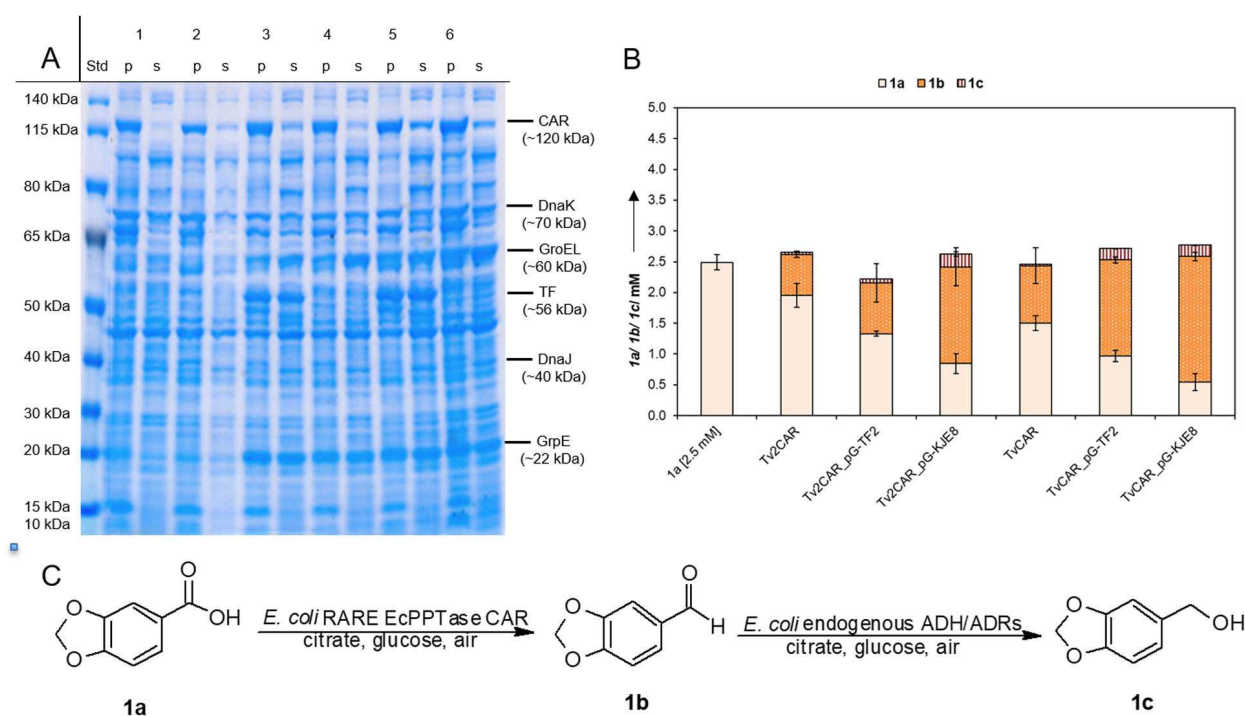 A
1 2 3 4 5 6
Std p s p s p s p s p s p s
140 kDa
115 kDa
80 kDa
65 kDa
50 kDa
40 kDa
30 kDa
20 kDa
15 kDa
10 kDa
CAR
(~120 kDa)
DnaK
(~70 kDa)
GroEL
(~60 kDa)
TF
(~56 kDa)
DnaJ
(~40 kDa)
GrpE
(~22 kDa)
B
1a 1b 1c
1a/ 1b/ 1c/ mM
5.0
4.5
4.0
3.5
3.0
2.5
2.0
1.5
1.0
0.5
0.0
1a [2.5 mM]
Tv2CAR
Tv2CAR_pG-TF2
Tv2CAR_pG-KJE8
TvCAR
TvCAR_pG-TF2
TvCAR_pG-KJE8
C
O
O
O
OH
1a
E. coli RARE EcPPTase CAR
citrate, glucose, air
O
O
O
H
1b
E. coli endogenous ADH/ADRs
citrate, glucose, air
O
O
OH
1c